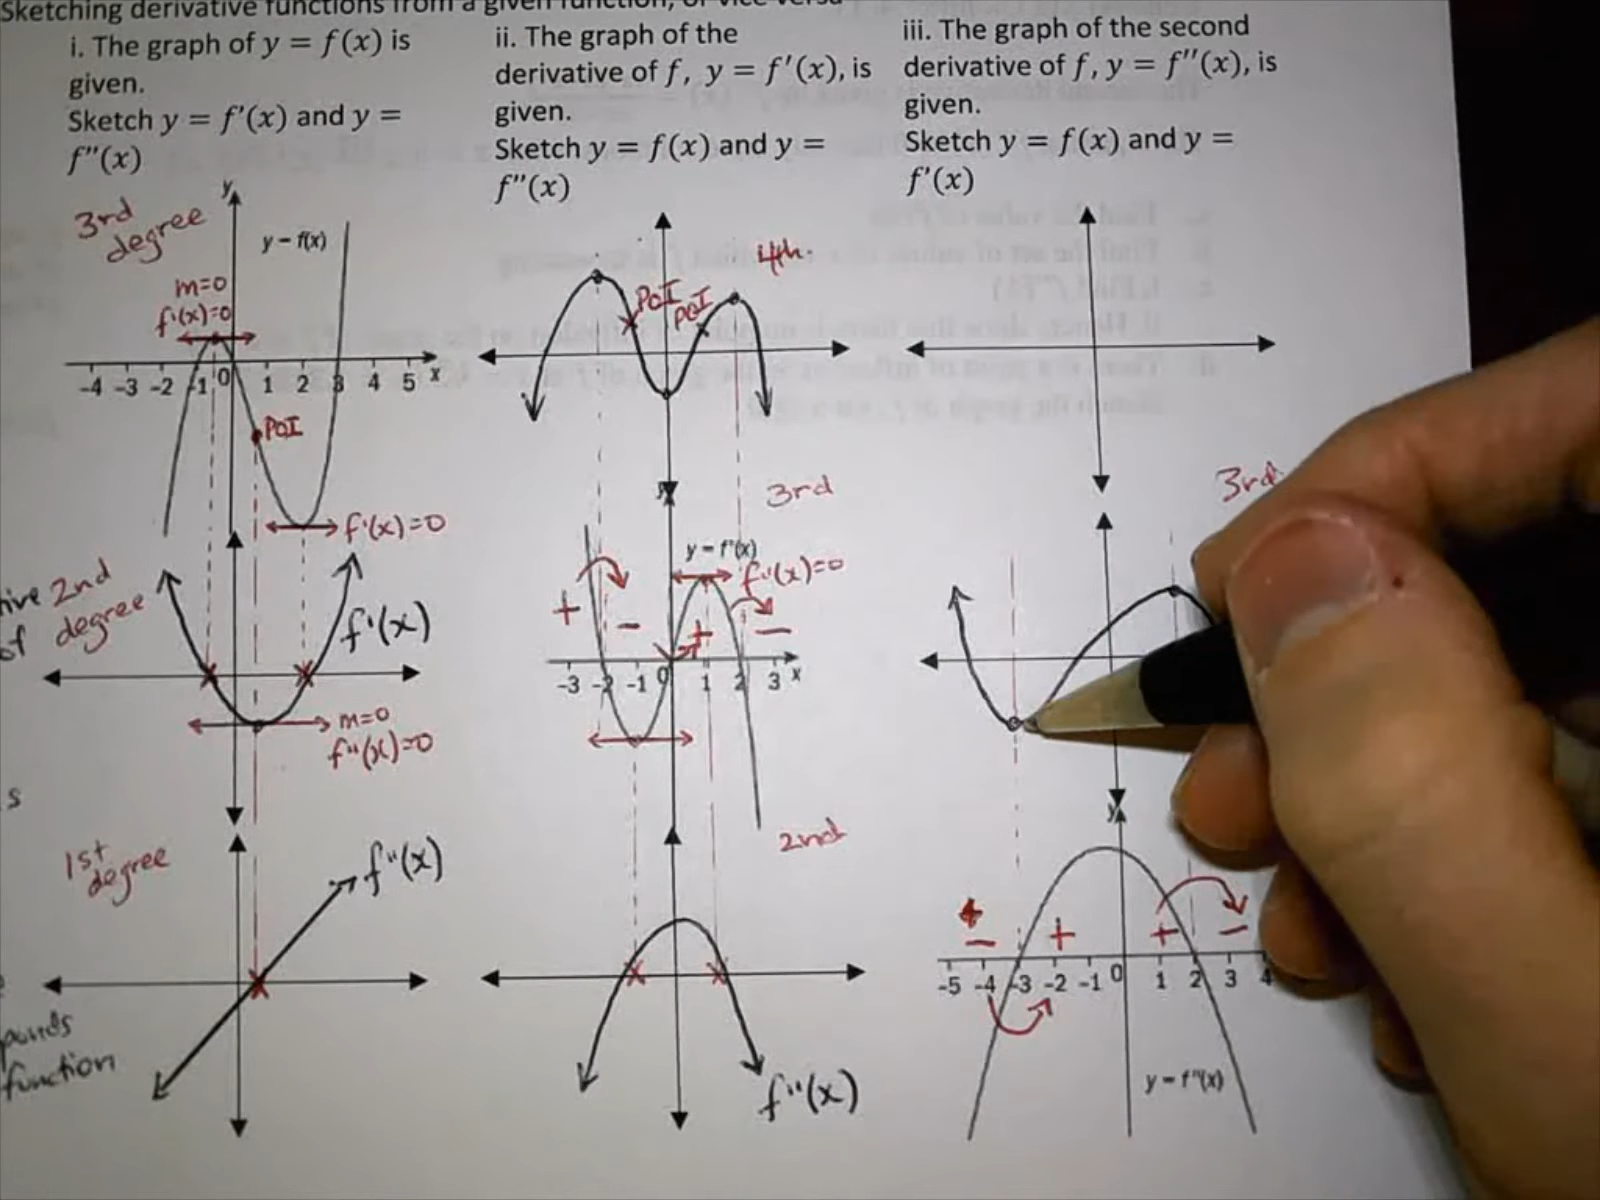 Sketching derivative functions from a given function, or vice versa
i. The graph of y = f(x) is
given.
Sketch y = f'(x) and y =
f''(x)
3rd
degree
y
y = f(x)
m=0
f'(x)=0
-4 -3 -2 -1 0 1 2 3 4 5 x
PoI
f'(x)=0
2nd
of degree
f'(x)
m=0
f''(x)=0
s
1st
degree
f''(x)
function
ii. The graph of the
derivative of f, y = f'(x), is
given.
Sketch y = f(x) and y =
f''(x)
4th.
PoI PoI
3rd
y = f'(x)
f''(x)=0
+ - + -
-3 -2 -1 0 1 2 3 x
2nd
f''(x)
iii. The graph of the second
derivative of f, y = f''(x), is
given.
Sketch y = f(x) and y =
f'(x)
3rd
y
- + + -
-5 -4 -3 -2 -1 0 1 2 3 4
y = f''(x)